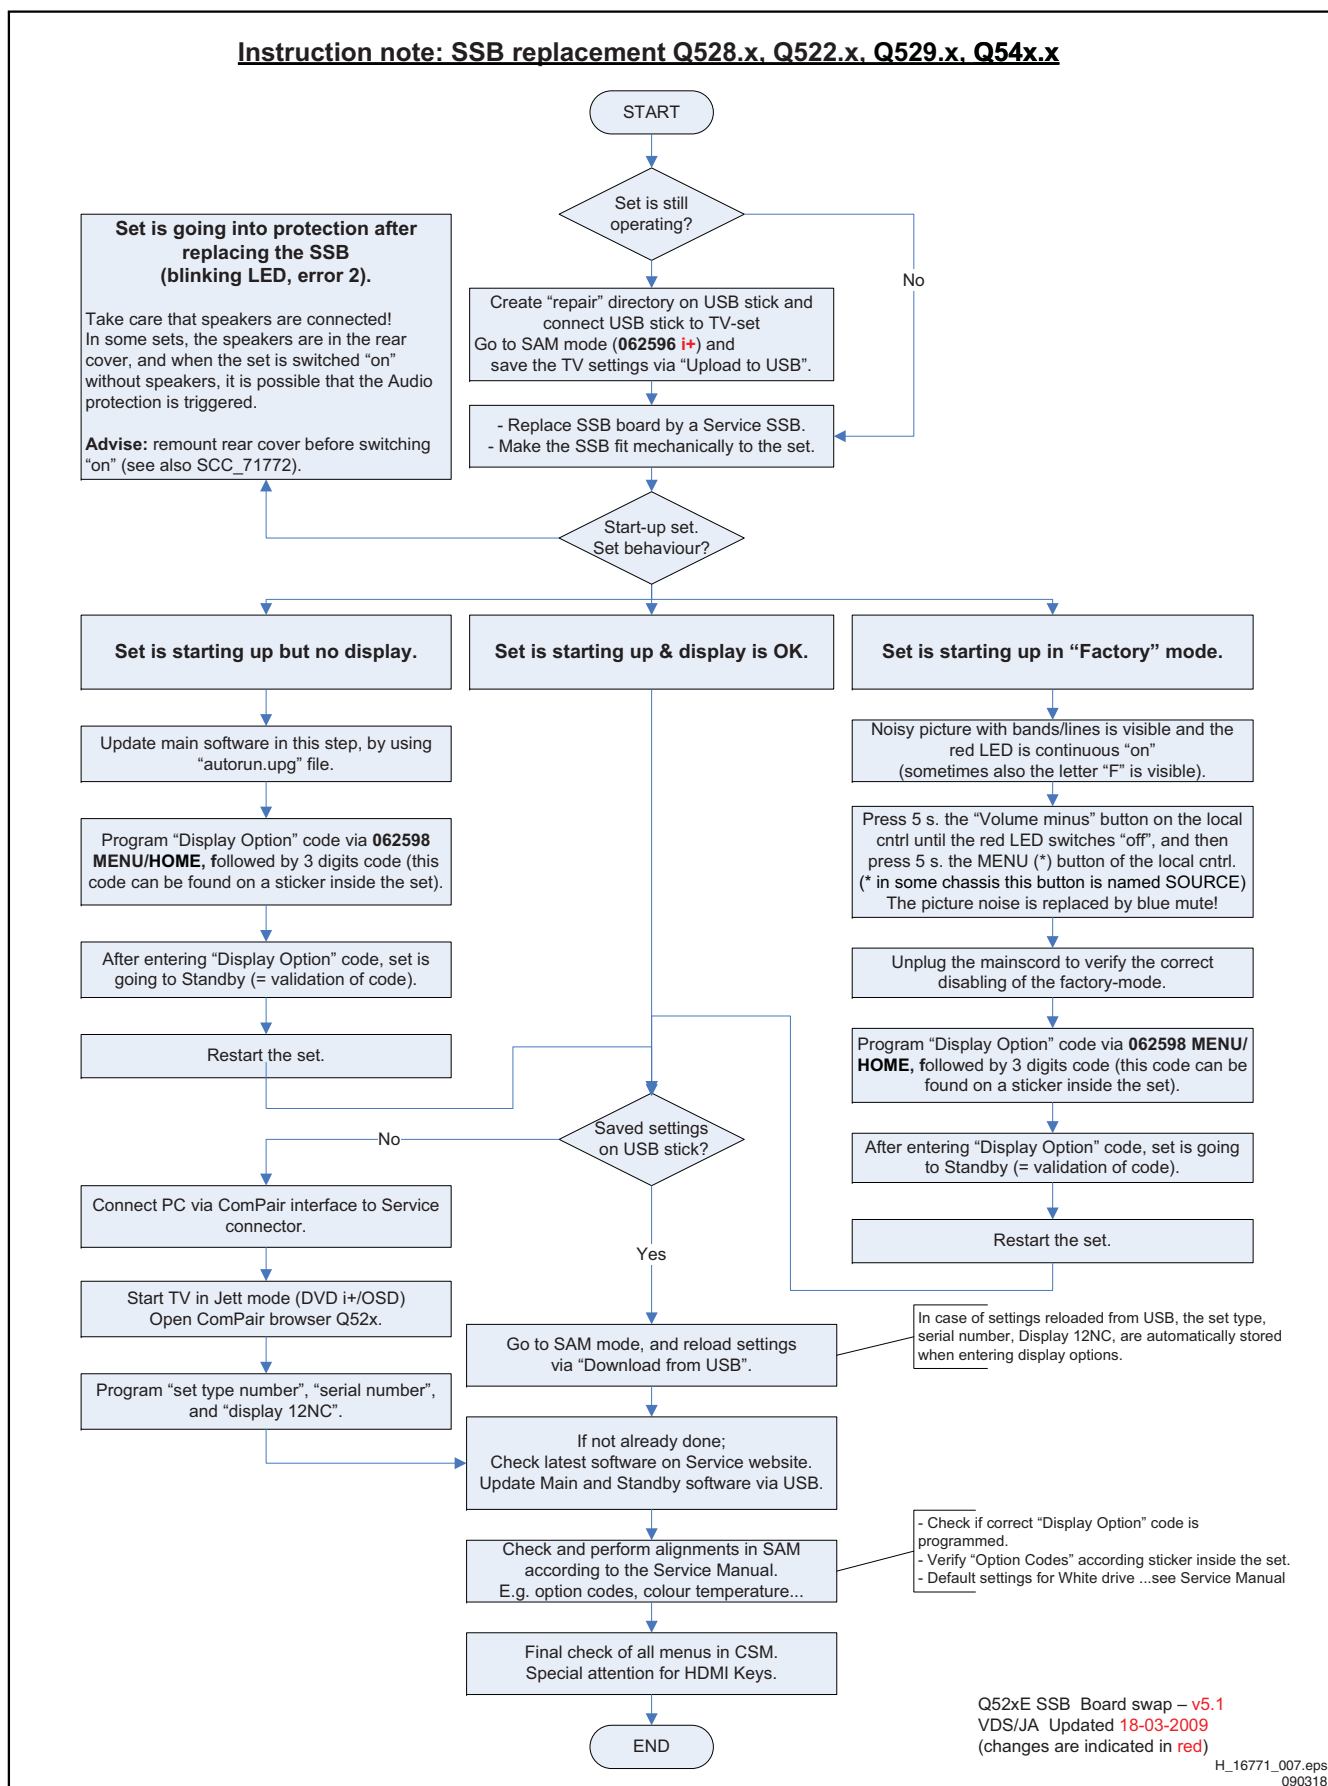 Instruction note: SSB replacement Q528.x, Q522.x, Q529.x, Q54x.x
START
Set is still
operating?
No
Set is going into protection after
replacing the SSB
(blinking LED, error 2).
Take care that speakers are connected!
In some sets, the speakers are in the rear
cover, and when the set is switched “on”
without speakers, it is possible that the Audio
protection is triggered.
Advise: remount rear cover before switching
“on” (see also SCC_71772).
Create “repair” directory on USB stick and
connect USB stick to TV-set
Go to SAM mode (062596 i+) and
save the TV settings via “Upload to USB”.
- Replace SSB board by a Service SSB.
- Make the SSB fit mechanically to the set.
Start-up set.
Set behaviour?
Set is starting up but no display.
Set is starting up & display is OK.
Set is starting up in “Factory” mode.
Update main software in this step, by using
“autorun.upg” file.
Program “Display Option” code via 062598
MENU/HOME, followed by 3 digits code (this
code can be found on a sticker inside the set).
After entering “Display Option” code, set is
going to Standby (= validation of code).
Restart the set.
Noisy picture with bands/lines is visible and the
red LED is continuous “on”
(sometimes also the letter “F” is visible).
Press 5 s. the “Volume minus” button on the local
cntrl until the red LED switches “off”, and then
press 5 s. the MENU (*) button of the local cntrl.
(* in some chassis this button is named SOURCE)
The picture noise is replaced by blue mute!
Unplug the mainscord to verify the correct
disabling of the factory-mode.
Program “Display Option” code via 062598 MENU/
HOME, followed by 3 digits code (this code can be
found on a sticker inside the set).
After entering “Display Option” code, set is going
to Standby (= validation of code).
Restart the set.
Saved settings
on USB stick?
No
Yes
Connect PC via ComPair interface to Service
connector.
Start TV in Jett mode (DVD i+/OSD)
Open ComPair browser Q52x.
Program “set type number”, “serial number”,
and “display 12NC”.
Go to SAM mode, and reload settings
via “Download from USB”.
In case of settings reloaded from USB, the set type,
serial number, Display 12NC, are automatically stored
when entering display options.
If not already done;
Check latest software on Service website.
Update Main and Standby software via USB.
Check and perform alignments in SAM
according to the Service Manual.
E.g. option codes, colour temperature...
- Check if correct “Display Option” code is
programmed.
- Verify “Option Codes” according sticker inside the set.
- Default settings for White drive ...see Service Manual
Final check of all menus in CSM.
Special attention for HDMI Keys.
END
Q52xE SSB Board swap – v5.1
VDS/JA Updated 18-03-2009
(changes are indicated in red)
H_16771_007.eps
090318